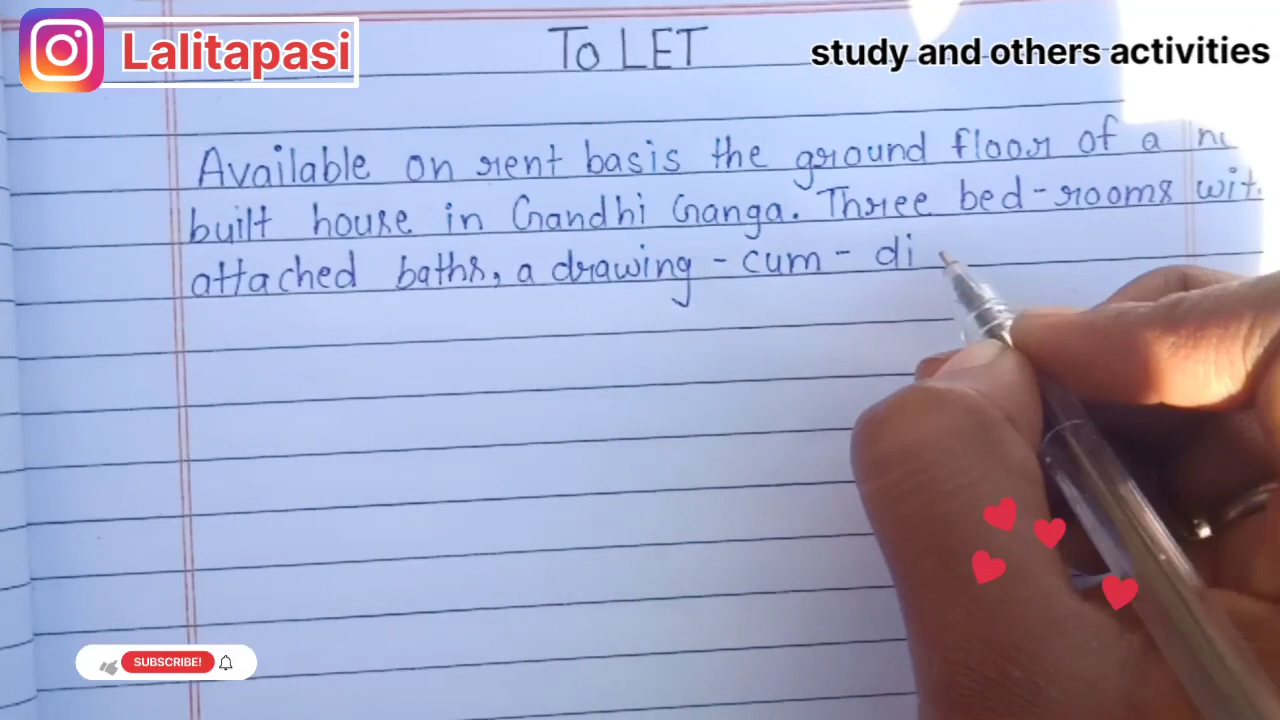 Lalitapasi
study and others activities
To LET
Available on rent basis the ground floor of a
built house in Gandhi Ganga. Three bed-rooms
attached baths, a drawing-cum-di
SUBSCRIBE!